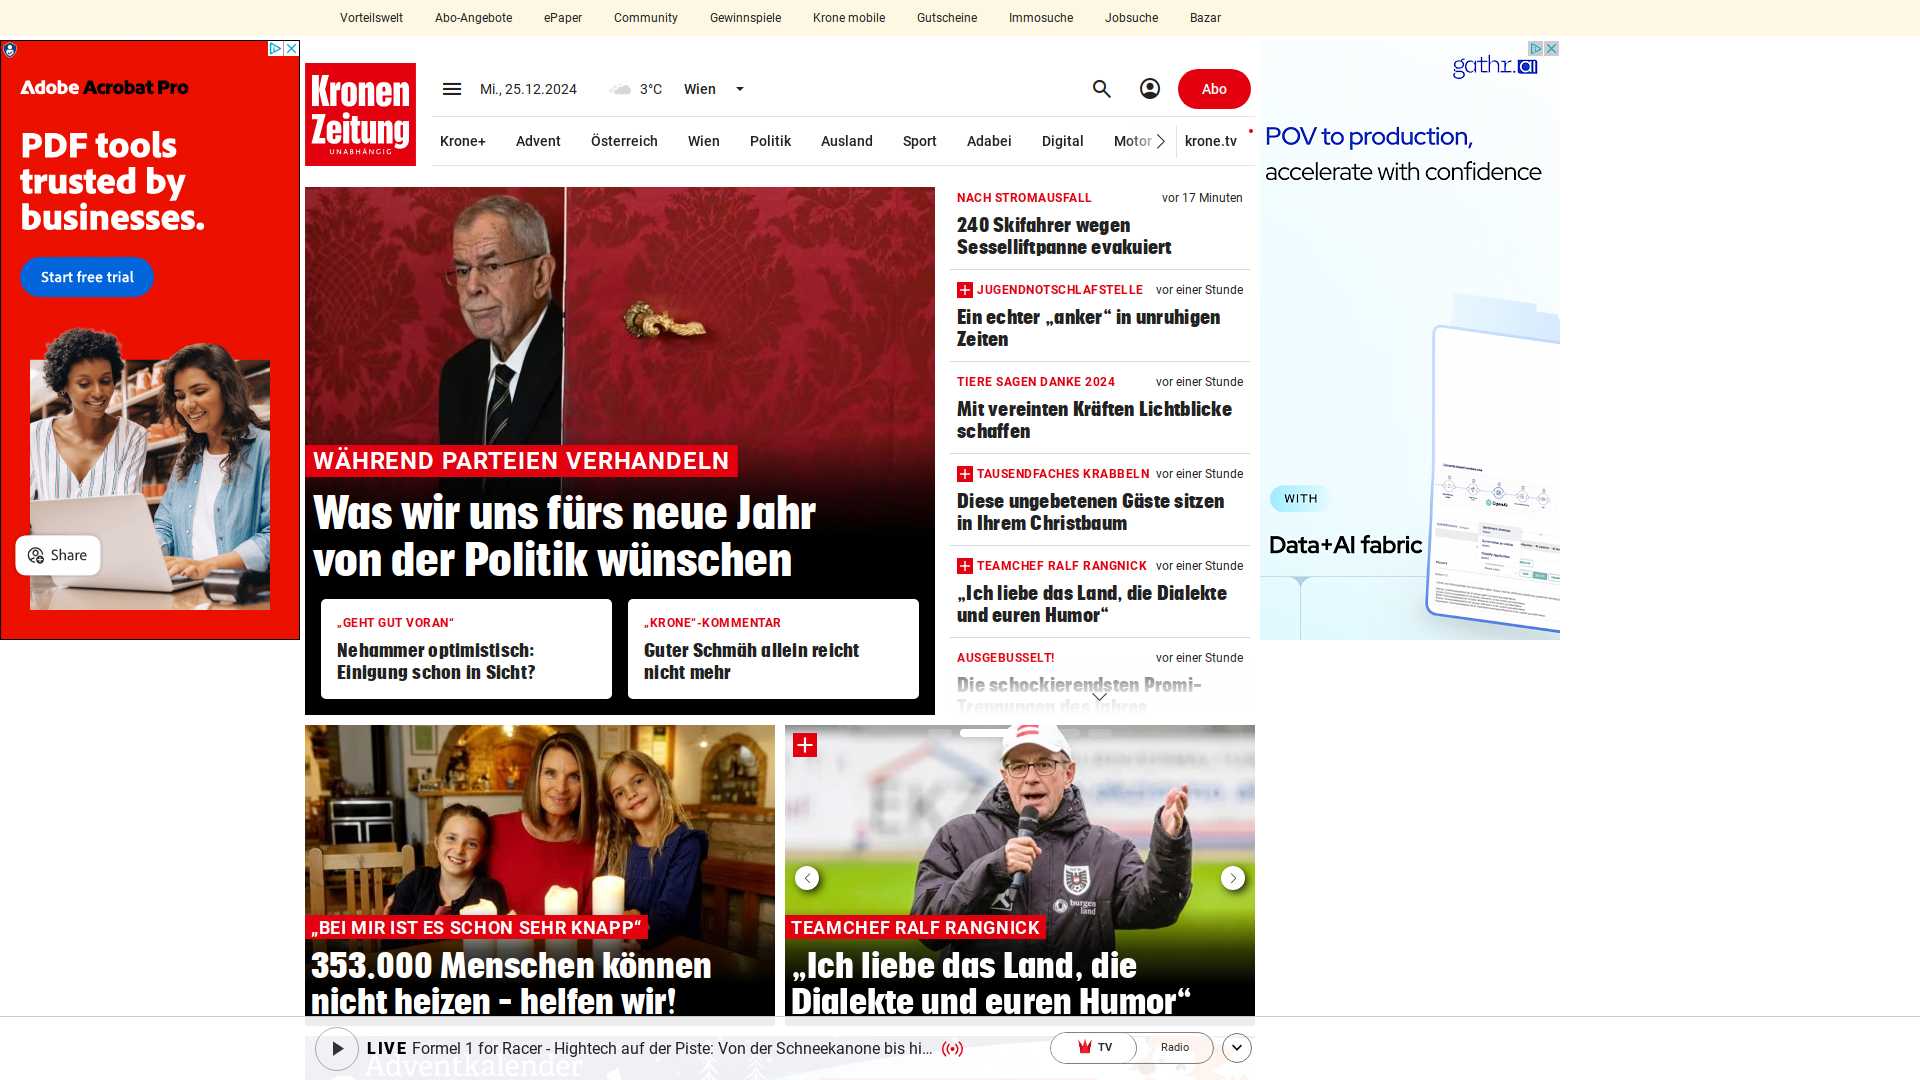 Vorteilswelt
Abo-Angebote
ePaper
Community
Gewinnspiele
Krone mobile
Gutscheine
Immosuche
Jobsuche
Bazar
Adobe Acrobat Pro
PDF tools
trusted by
businesses.
Start free trial
Share
Kronen
Zeitung
UNABHÄNGIG
Mi., 25.12.2024
3°C
Wien
Abo
Krone+
Advent
Österreich
Wien
Politik
Ausland
Sport
Adabei
Digital
Motor
krone.tv
WÄHREND PARTEIEN VERHANDELN
Was wir uns fürs neue Jahr
von der Politik wünschen
„GEHT GUT VORAN“
Nehammer optimistisch:
Einigung schon in Sicht?
„KRONE“-KOMMENTAR
Guter Schmäh allein reicht
nicht mehr
NACH STROMAUSFALL
vor 17 Minuten
240 Skifahrer wegen
Sesselliftpanne evakuiert
JUGENDNOTSCHLAFSTELLE
vor einer Stunde
Ein echter „anker“ in unruhigen
Zeiten
TIERE SAGEN DANKE 2024
vor einer Stunde
Mit vereinten Kräften Lichtblicke
schaffen
TAUSENDFACHES KRABBELN
vor einer Stunde
Diese ungebetenen Gäste sitzen
in Ihrem Christbaum
TEAMCHEF RALF RANGNICK
vor einer Stunde
„Ich liebe das Land, die Dialekte
und euren Humor“
AUSGEBUSSELT!
vor einer Stunde
Die schockierendsten Promi-
Trennungen des Jahres
gathr.ai
POV to production,
accelerate with confidence
WITH
Data+AI fabric
„BEI MIR IST ES SCHON SEHR KNAPP“
353.000 Menschen können
nicht heizen – helfen wir!
burgen
land
TEAMCHEF RALF RANGNICK
„Ich liebe das Land, die
Dialekte und euren Humor“
LIVE Formel 1 for Racer - Hightech auf der Piste: Von der Schneekanone bis hi...
TV
Radio
Adventkalender